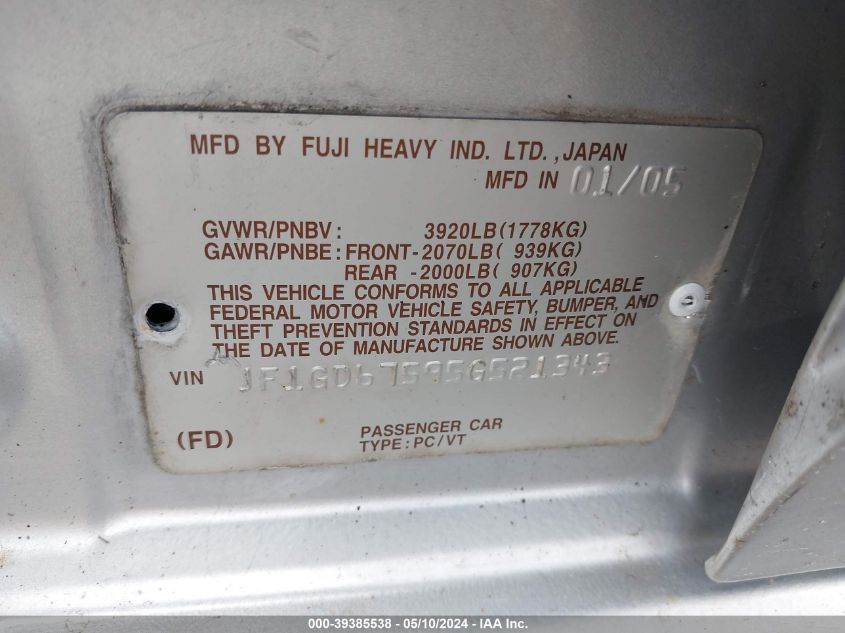 MFD BY FUJI HEAVY IND. LTD., JAPAN
MFD IN 01/05
GVWR/PNBV: 3920LB(1778KG)
GAWR/PNBE: FRONT-2070LB( 939KG)
REAR -2000LB( 907KG)
THIS VEHICLE CONFORMS TO ALL APPLICABLE
FEDERAL MOTOR VEHICLE SAFETY, BUMPER, AND
THEFT PREVENTION STANDARDS IN EFFECT ON
THE DATE OF MANUFACTURE SHOWN ABOVE.
VIN JF1GD67595G521343
(FD) PASSENGER CAR
TYPE: PC/VT
000-39385538 - 05/10/2024 - IAA Inc.